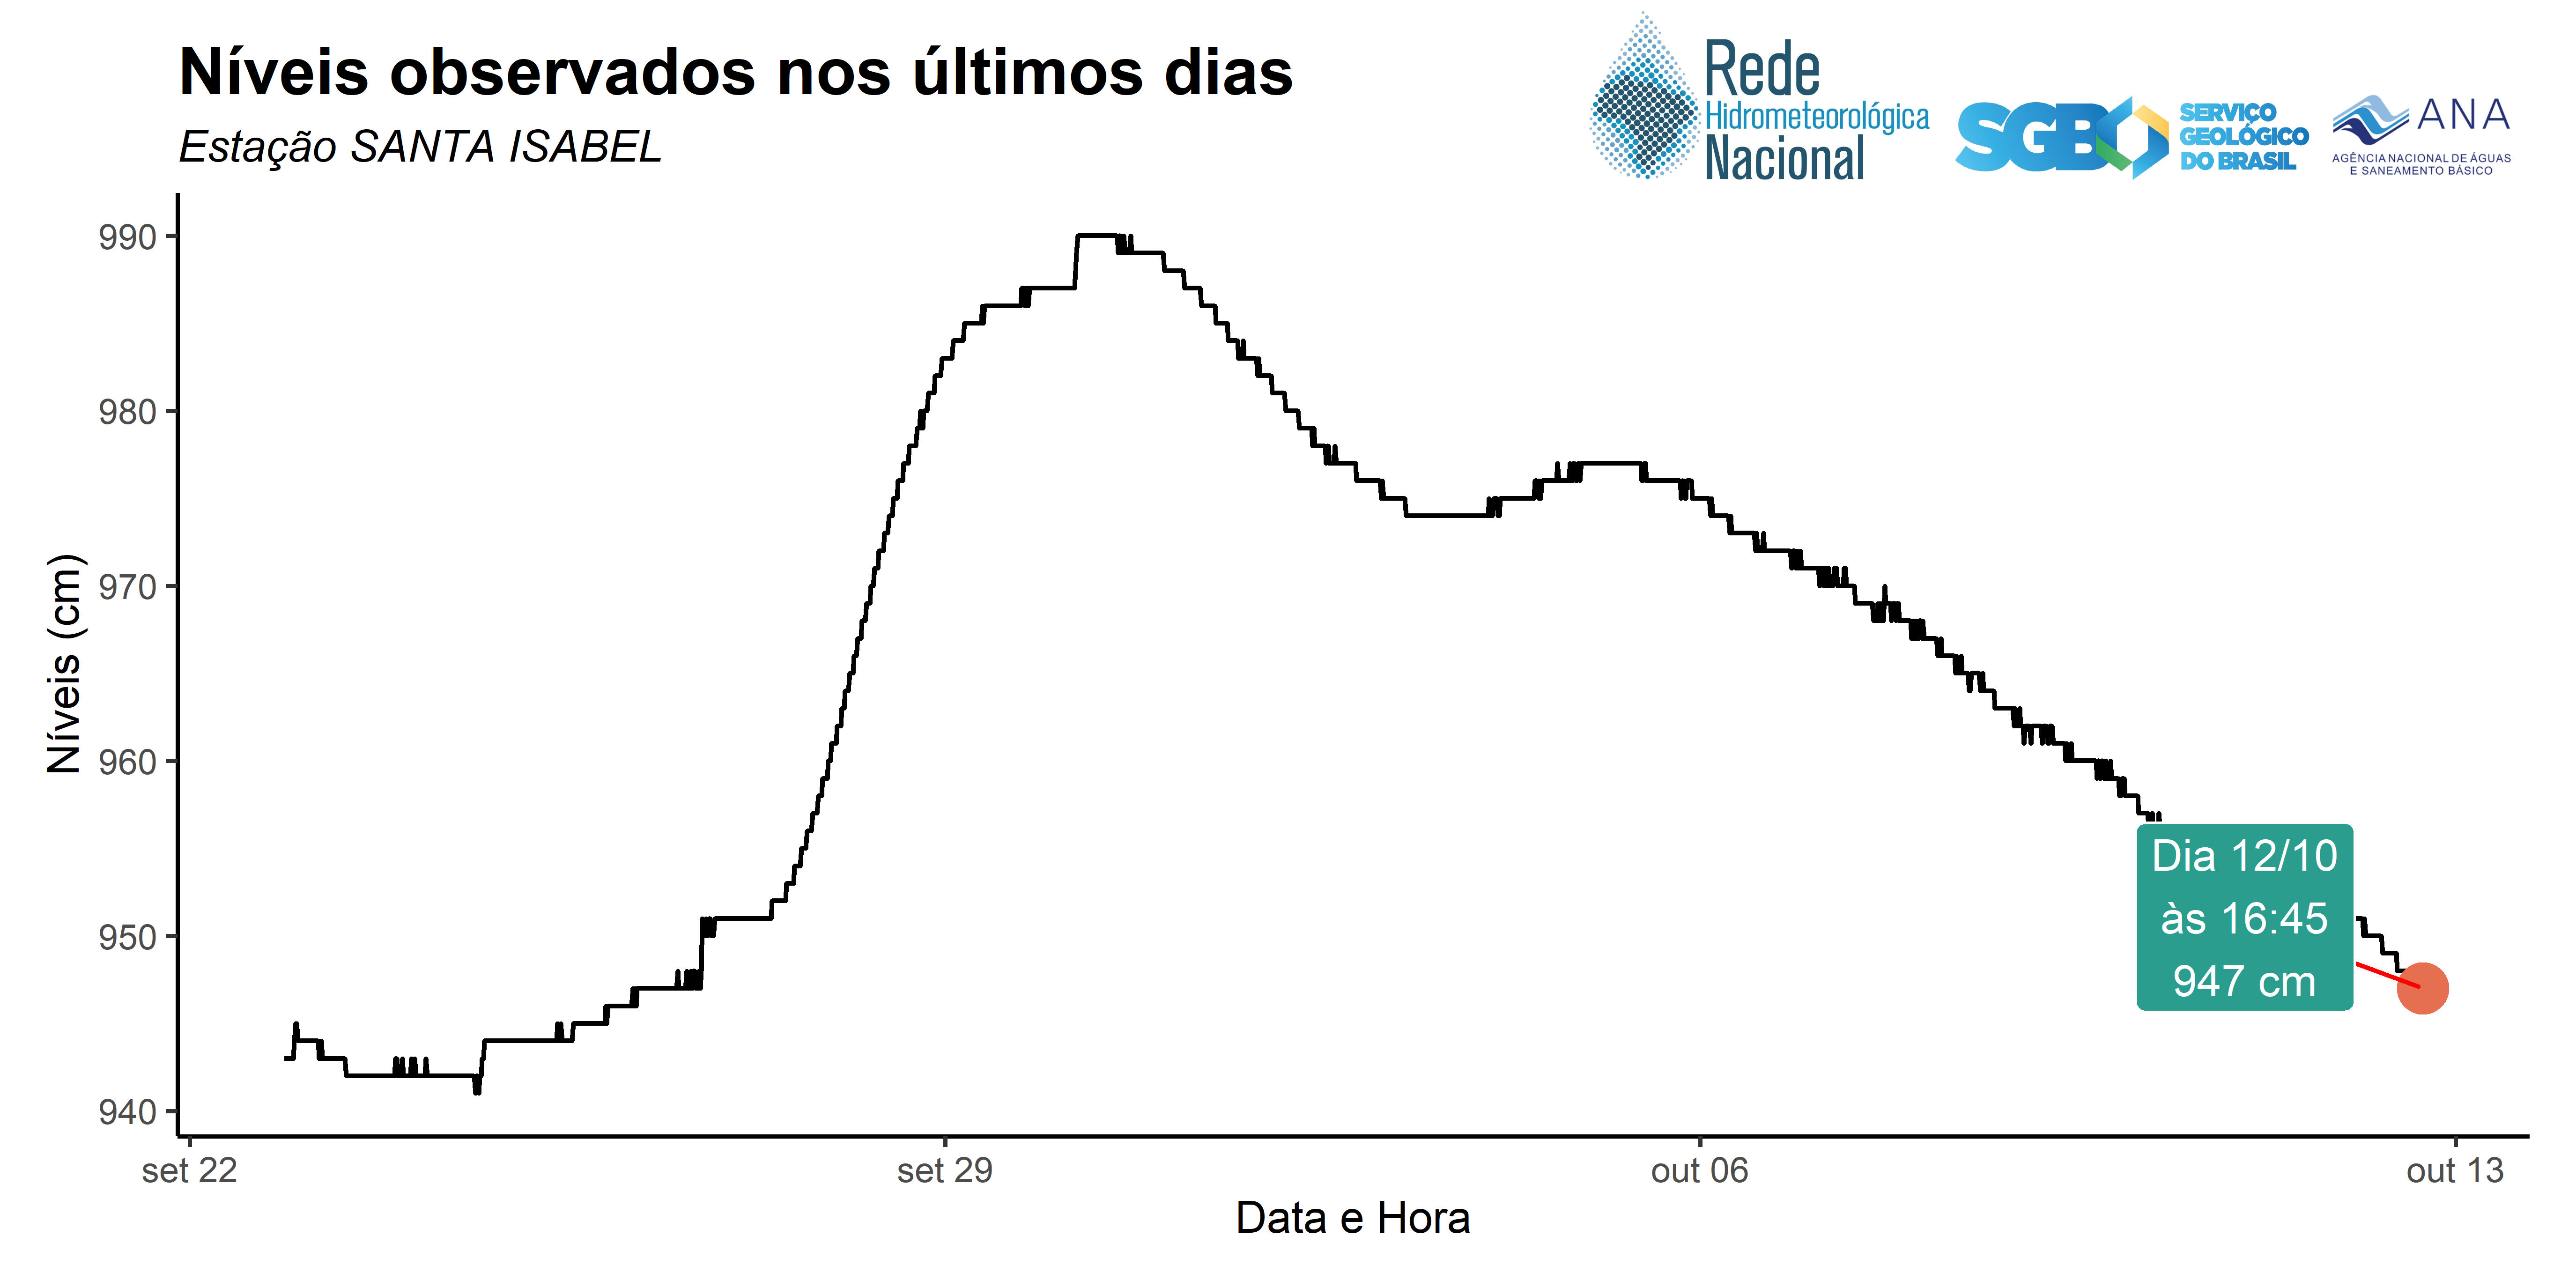 Níveis observados nos últimos dias
Estação SANTA ISABEL
Rede
Hidrometeorológica
Nacional
SGB
SERVIÇO
GEOLÓGICO
DO BRASIL
ANA
AGÊNCIA NACIONAL DE ÁGUAS
E SANEAMENTO BÁSICO
Níveis (cm)
990
980
970
960
950
940
Dia 12/10
às 16:45
947 cm
set 22
set 29
out 06
out 13
Data e Hora